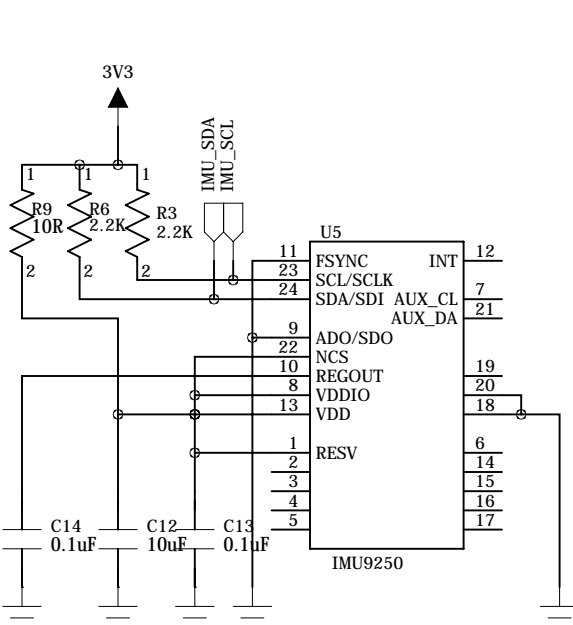 3V3
IMU_SDA
IMU_SCL
1
1
1
R9
10R
R6
2.2K
R3
2.2K
2
2
2
U5
11 FSYNC INT 12
23 SCL/SCLK
24 SDA/SDI AUX_CL 7
AUX_DA 21
9 ADO/SDO
22 NCS
10 REGOUT 19
8 VDDIO 20
13 VDD 18
1 RESV 6
2 14
3 15
4 16
5 17
C14
0.1uF
C12
10uF
C13
0.1uF
IMU9250